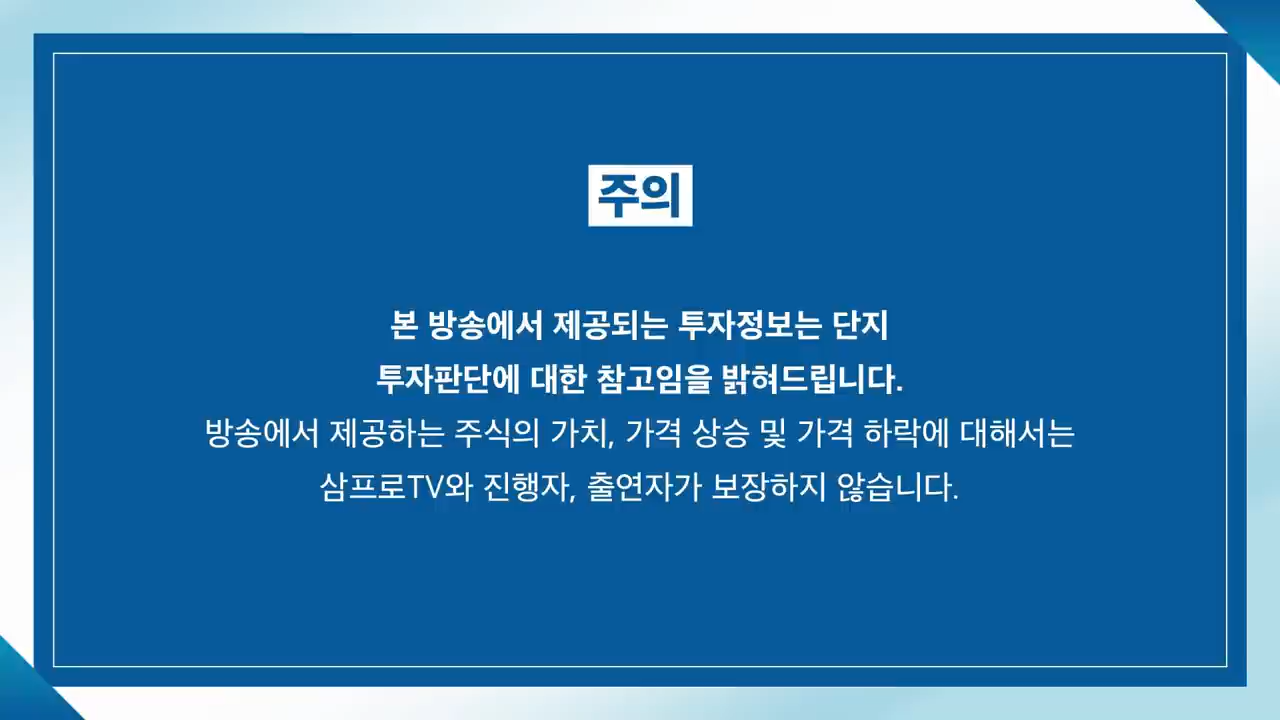 주의
본 방송에서 제공되는 투자정보는 단지
투자판단에 대한 참고임을 밝혀드립니다.
방송에서 제공하는 주식의 가치, 가격 상승 및 가격 하락에 대해서는
삼프로TV와 진행자, 출연자가 보장하지 않습니다.